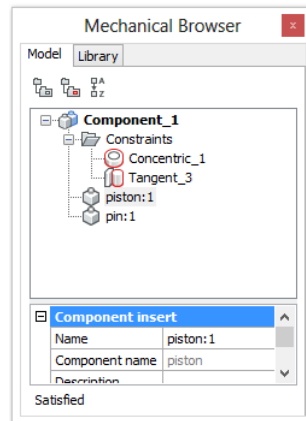 Mechanical Browser
x
Model Library
Component_1
Constraints
Concentric_1
Tangent_3
piston:1
pin:1
Component insert
Name piston:1
Component name piston
Description
Satisfied